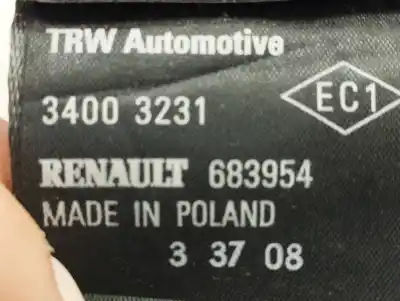 TRW Automotive
3400 3231
EC1
RENAULT 683954
MADE IN POLAND
3 37 08